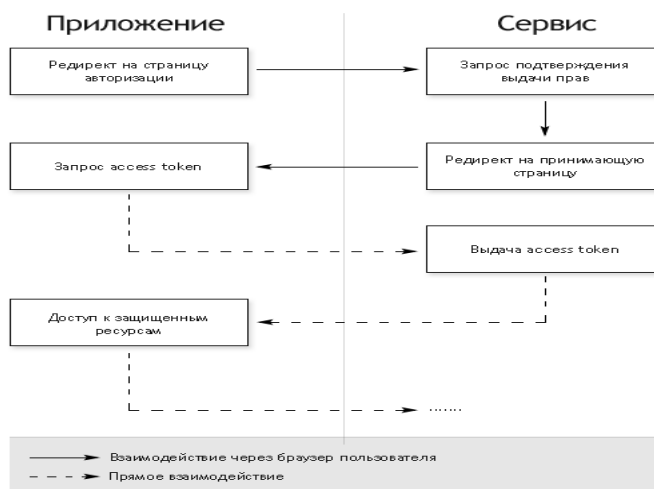 Приложение
Сервис
Редирект на страницу
авторизации
Запрос подтверждения
выдачи прав
Запрос access token
Редирект на принимающую
страницу
Выдача access token
Доступ к защищенным
ресурсам
.......
Взаимодействие через браузер пользователя
Прямое взаимодействие